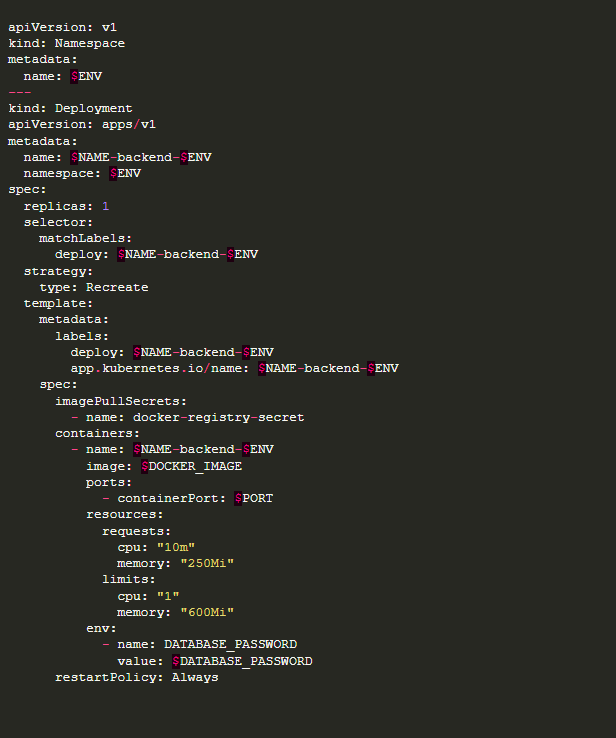 apiVersion: v1
kind: Namespace
metadata:
  name: $ENV
---
kind: Deployment
apiVersion: apps/v1
metadata:
  name: $NAME-backend-$ENV
  namespace: $ENV
spec:
  replicas: 1
  selector:
    matchLabels:
      deploy: $NAME-backend-$ENV
  strategy:
    type: Recreate
  template:
    metadata:
      labels:
        deploy: $NAME-backend-$ENV
        app.kubernetes.io/name: $NAME-backend-$ENV
    spec:
      imagePullSecrets:
        - name: docker-registry-secret
      containers:
        - name: $NAME-backend-$ENV
          image: $DOCKER_IMAGE
          ports:
            - containerPort: $PORT
          resources:
            requests:
              cpu: "10m"
              memory: "250Mi"
            limits:
              cpu: "1"
              memory: "600Mi"
          env:
            - name: DATABASE_PASSWORD
              value: $DATABASE_PASSWORD
      restartPolicy: Always